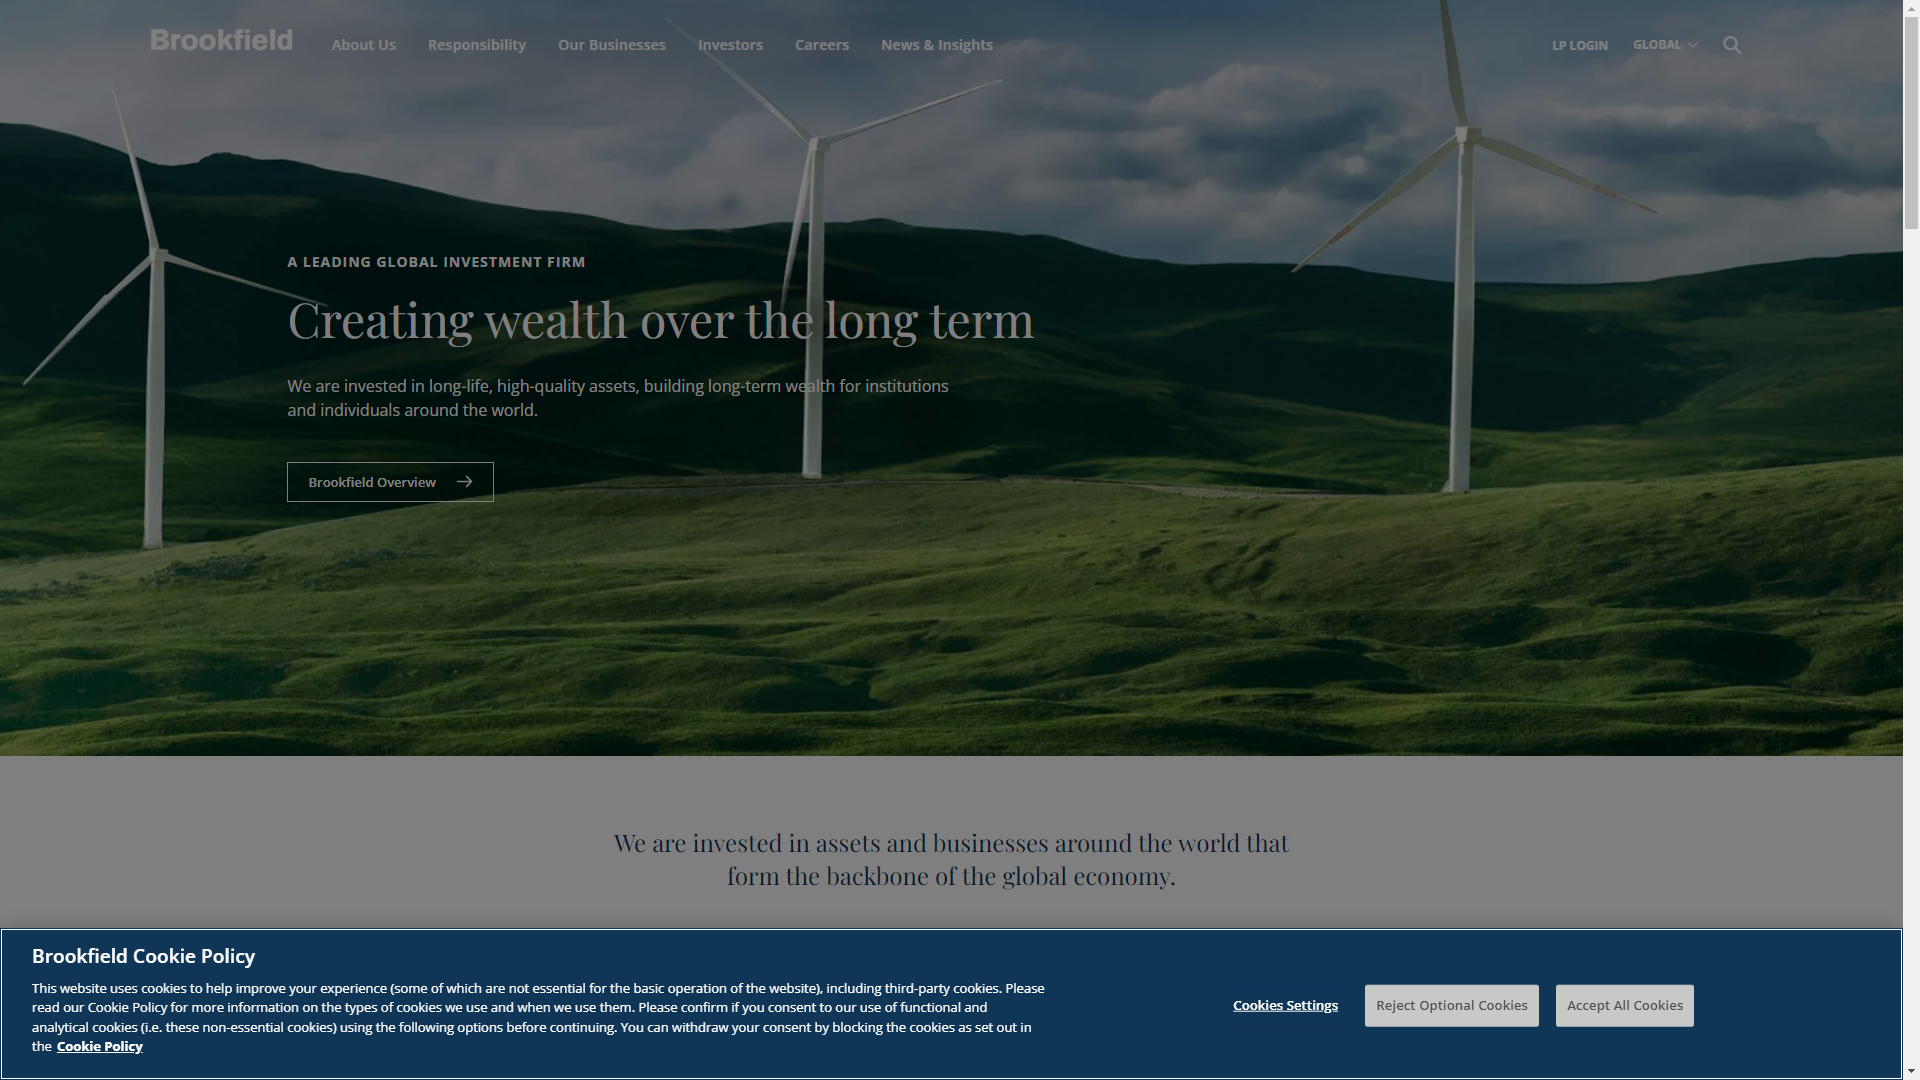 Brookfield
About Us
Responsibility
Our Businesses
Investors
Careers
News & Insights
LP LOGIN
GLOBAL
A LEADING GLOBAL INVESTMENT FIRM
Creating wealth over the long term
We are invested in long-life, high-quality assets, building long-term wealth for institutions
and individuals around the world.
Brookfield Overview
We are invested in assets and businesses around the world that
form the backbone of the global economy.
Brookfield Cookie Policy
This website uses cookies to help improve your experience (some of which are not essential for the basic operation of the website), including third-party cookies. Please
read our Cookie Policy for more information on the types of cookies we use and when we use them. Please confirm if you consent to our use of functional and
analytical cookies (i.e. these non-essential cookies) using the following options before continuing. You can withdraw your consent by blocking the cookies as set out in
the Cookie Policy
Cookies Settings
Reject Optional Cookies
Accept All Cookies